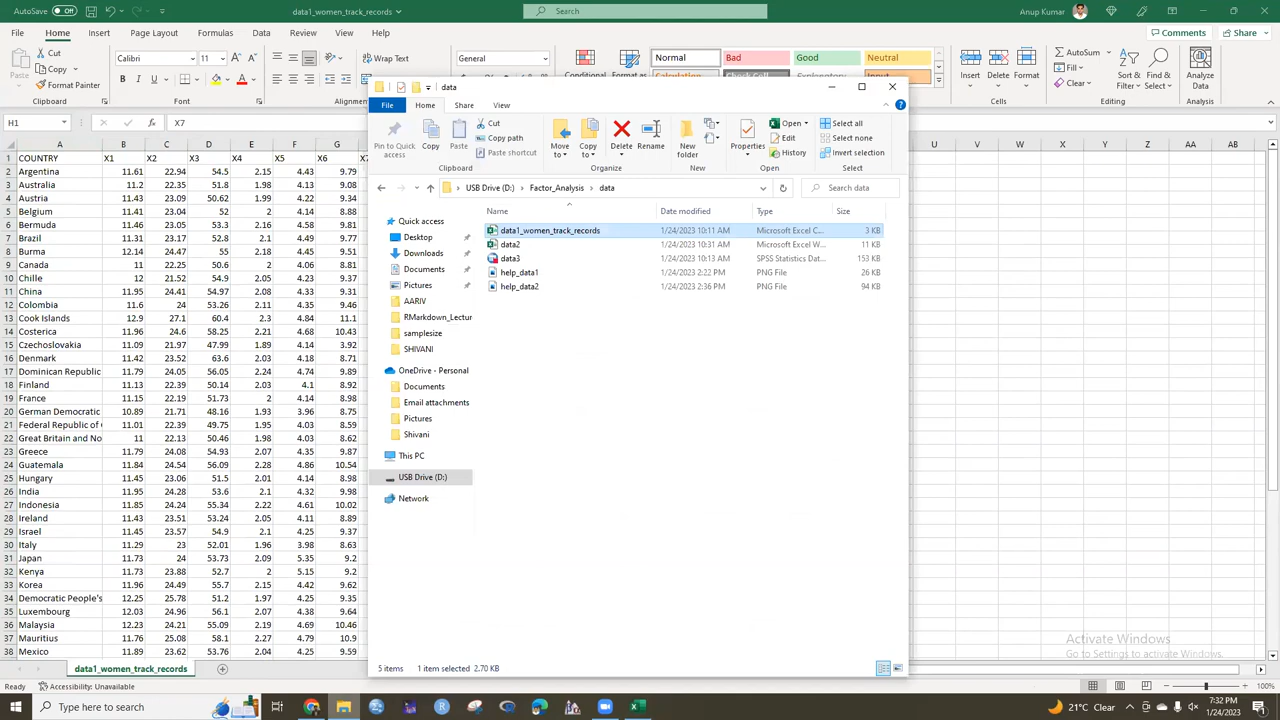 AutoSave Off data1_women_track_records Search Anup Kumar
File Home Insert Page Layout Formulas Data Review View Help Comments Share
Cut Calibri Wrap Text General Normal Bad Good Neutral AutoSum
Copy Fill
Format Painter Conditional Format as Calculation Check Cell Explanatory Input Insert Delete Format Clear Sort & Filter Find & Select Analyze Data
Clipboard Font Alignment Cells Editing Analysis
H1 X7
data
File Home Share View
Pin to Quick access Copy Paste Cut Copy path Paste shortcut Move to Copy to Delete Rename New folder Properties Open Edit History Select all Select none Invert selection
Clipboard Organize New Open Select
USB Drive (D:) Factor_Analysis data Search data
Name Date modified Type Size
data1_women_track_records 1/24/2023 10:11 AM Microsoft Excel C... 3 KB
data2 1/24/2023 10:31 AM Microsoft Excel W... 11 KB
data3 1/24/2023 10:13 AM SPSS Statistics Dat... 153 KB
help_data1 1/24/2023 2:22 PM PNG File 26 KB
help_data2 1/24/2023 2:36 PM PNG File 94 KB
Quick access
Desktop
Downloads
Documents
Pictures
AARIV
RMarkdown_Lectur
samplesize
SHIVANI
OneDrive - Personal
Documents
Email attachments
Pictures
Shivani
This PC
USB Drive (D:)
Network
5 items 1 item selected 2.70 KB
A B C D E F G U V W X Y Z AA AB
1 COUNTRY X1 X2 X3 X4 X5 X6 X7
2 Argentina 11.61 22.94 54.5 2.15 4.43 9.79
3 Australia 11.2 22.35 51.8 1.98 4.13 9.08
4 Austria 11.43 23.09 50.62 1.99 4.22 9.34
5 Belgium 11.41 23.04 52 2 4.14 8.88
6 Bermuda 11.46 23.05 53.3 2.16 4.58 9.81
7 Brazil 11.31 23.17 52.8 2.1 4.49 9.77
8 Burma 12.14 24.47 55 2.18 4.45 9.51
9 Canada 11 22.25 50.6 2 4.06 8.81
10 Chile 12 24.52 54.9 2.05 4.23 9.37
11 China 11.95 24.41 54.97 2.08 4.33 9.31
12 Colombia 11.6 24 53.26 2.11 4.35 9.46
13 Cook Islands 12.9 27.1 60.4 2.3 4.84 11.1
14 Costerica 11.96 24.6 58.25 2.21 4.68 10.43
15 Czechoslovakia 11.09 21.97 47.99 1.89 4.14 8.92
16 Denmark 11.42 23.52 63.6 2.03 4.18 8.71
17 Dominican Republic 11.79 24.05 56.05 2.24 4.74 9.89
18 Finland 11.13 22.39 50.14 2.03 4.1 8.92
19 France 11.15 22.59 51.73 2 4.14 8.98
20 German Democratic 10.89 21.71 48.16 1.93 3.96 8.75
21 Federal Republic of 11.01 22.39 49.75 1.95 4.03 8.59
22 Great Britain and No 11 22.13 50.46 1.98 4.03 8.62
23 Greece 11.79 24.08 54.93 2.07 4.35 9.87
24 Guatemala 11.84 24.54 56.09 2.28 4.86 10.54
25 Hungary 11.45 23.06 51.5 2.01 4.14 8.98
26 India 11.95 24.28 53.6 2.1 4.32 9.98
27 Indonesia 11.85 24.24 55.34 2.22 4.61 10.02
28 Ireland 11.43 23.51 53.24 2.05 4.11 8.89
29 Israel 11.45 23.57 54.9 2.1 4.25 9.37
30 Italy 11.29 23 52.01 1.96 3.98 8.63
31 Japan 11.73 24 53.73 2.09 4.35 9.2
32 Kenya 11.73 23.88 52.7 2 4.15 9.2
33 Korea 11.96 24.49 55.7 2.15 4.42 9.62
34 Democratic People's 12.25 25.78 51.2 1.97 4.25 9.35
35 Luxembourg 12.03 24.96 56.1 2.07 4.38 9.64
36 Malaysia 12.23 24.21 55.09 2.19 4.69 10.46
37 Mauritius 11.76 25.08 58.1 2.27 4.79 10.9
38 Mexico 11.89 23.62 53.76 2.04 4.25 9.59
Activate Windows
Go to Settings to activate Windows.
data1_women_track_records
Ready Accessibility: Unavailable 100%
Type here to search 21°C Clear ENG 7:32 PM
1/24/2023